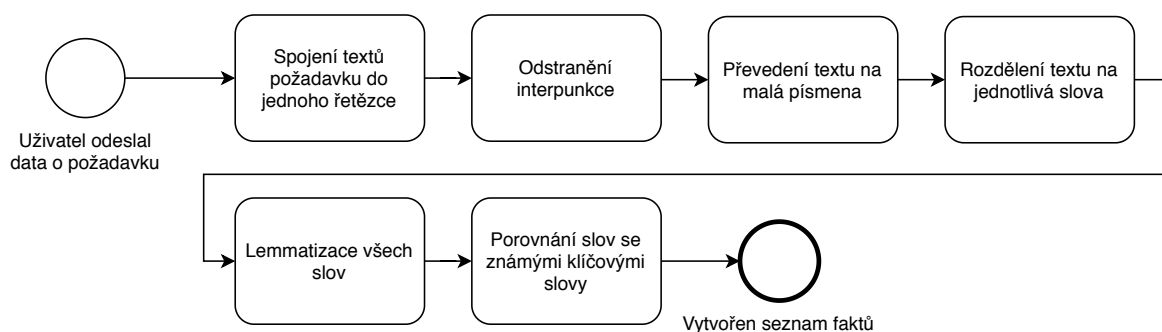 Uživatel odeslal
data o požadavku
Spojení textů
požadavku do
jednoho řetězce
Odstranění
interpunkce
Převedení textu na
malá písmena
Rozdělení textu na
jednotlivá slova
Lemmatizace všech
slov
Porovnání slov se
známými klíčovými
slovy
Vytvořen seznam faktů